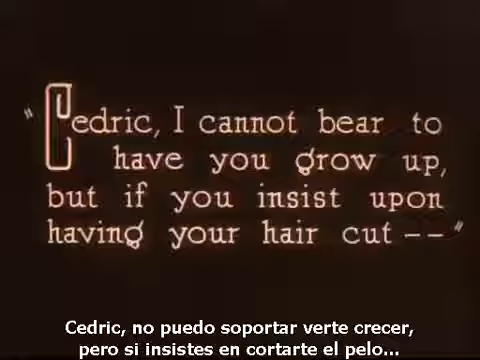 "Cedric, I cannot bear to
have you grow up,
but if you insist upon
having your hair cut --"
Cedric, no puedo soportar verte crecer,
pero si insistes en cortarte el pelo...